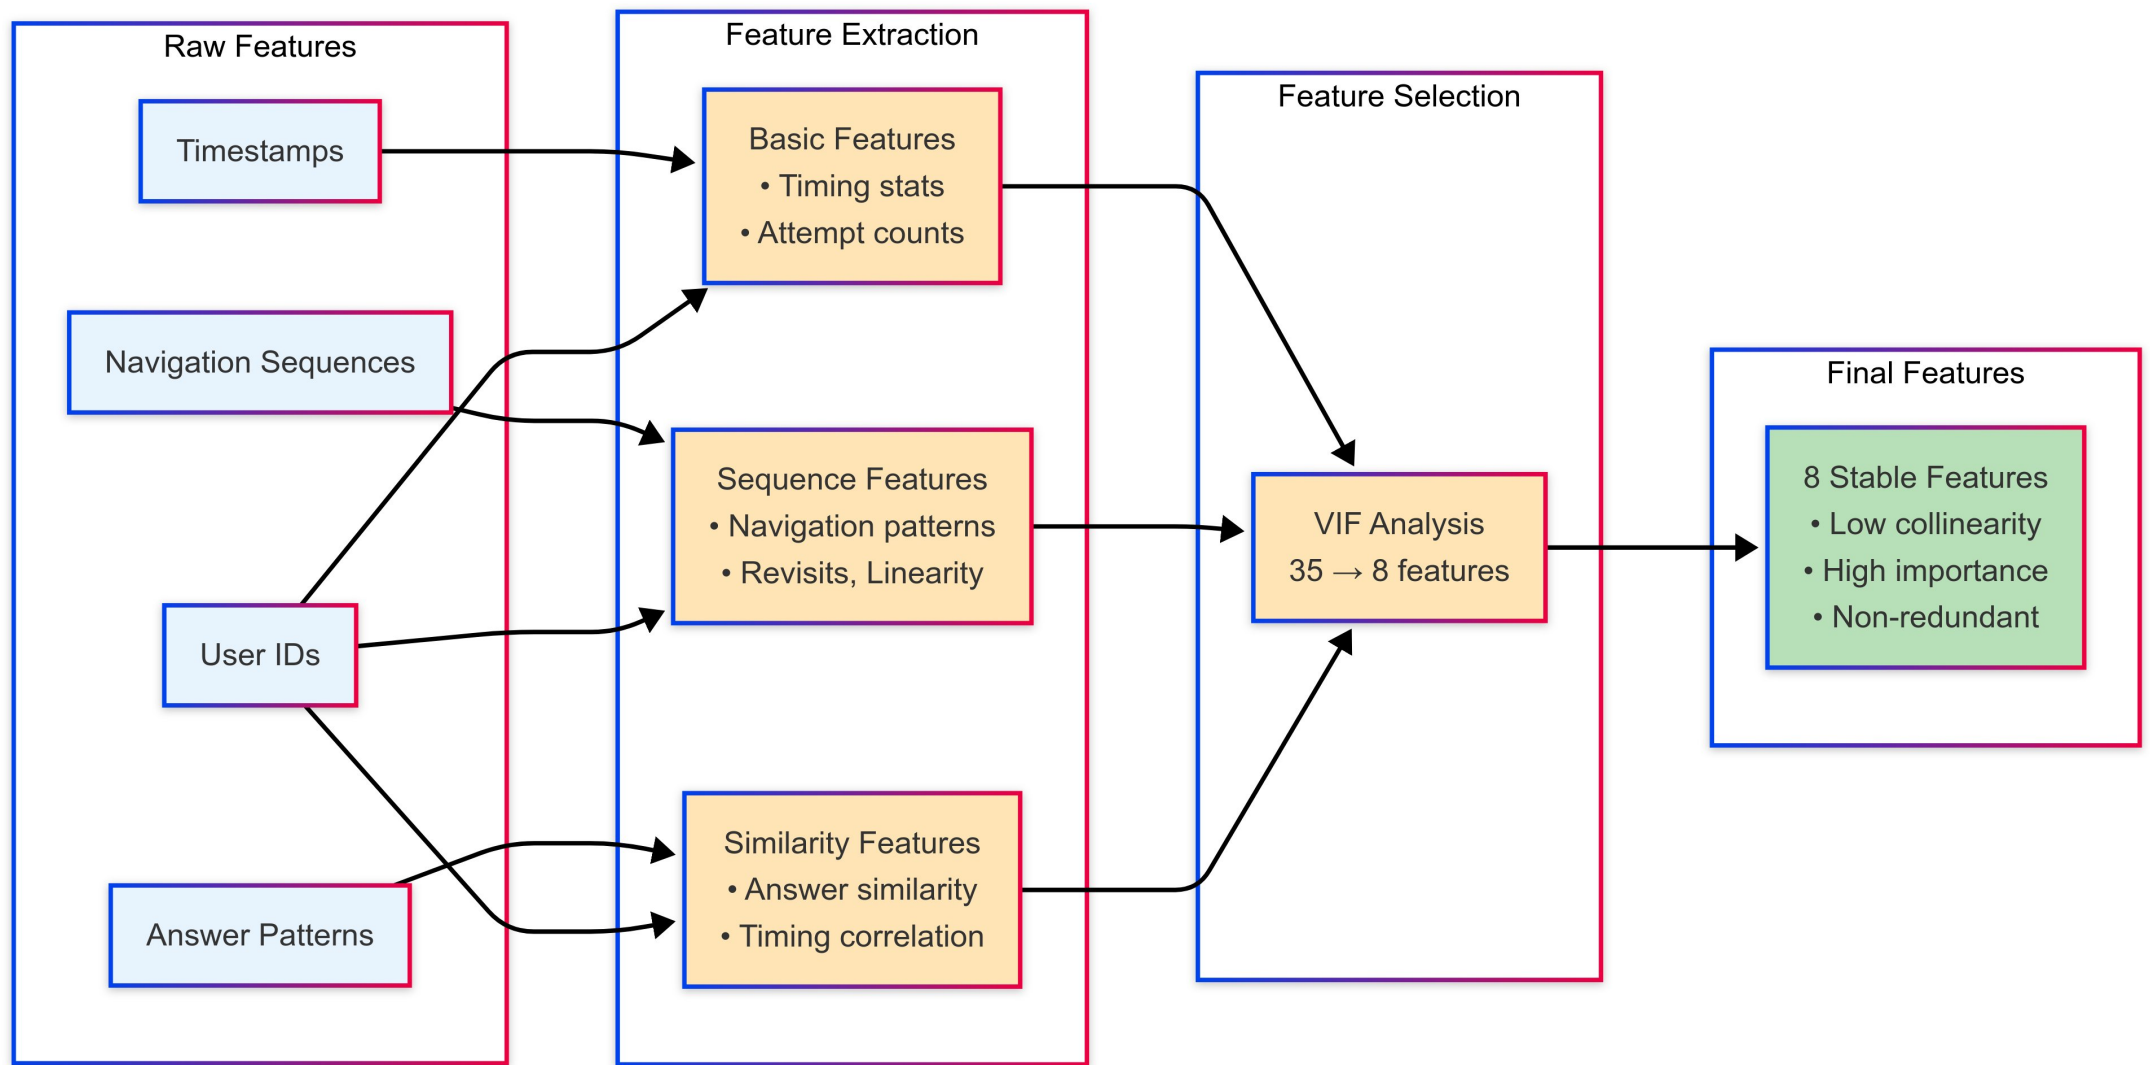 Raw Features
Timestamps
Navigation Sequences
User IDs
Answer Patterns
Feature Extraction
Basic Features
• Timing stats
• Attempt counts
Sequence Features
• Navigation patterns
• Revisits, Linearity
Similarity Features
• Answer similarity
• Timing correlation
Feature Selection
VIF Analysis
35 → 8 features
Final Features
8 Stable Features
• Low collinearity
• High importance
• Non-redundant